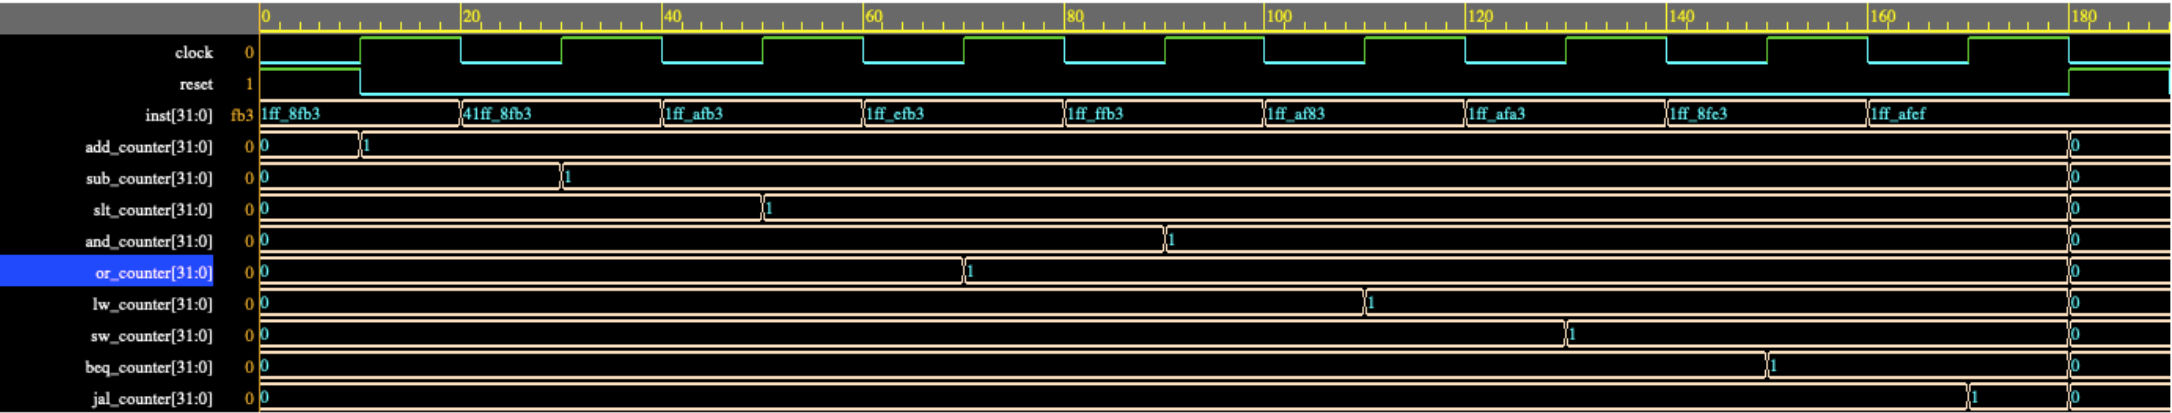 0 20 40 60 80 100 120 140 160 180
clock 0
reset 1
inst[31:0] fb3 1ff_8fb3 41ff_8fb3 1ff_afb3 1ff_efb3 1ff_ffb3 1ff_af83 1ff_afa3 1ff_8fe3 1ff_afef
add_counter[31:0] 0 0 1 0
sub_counter[31:0] 0 0 1 0
slt_counter[31:0] 0 0 1 0
and_counter[31:0] 0 0 1 0
or_counter[31:0] 0 0 1 0
lw_counter[31:0] 0 0 1 0
sw_counter[31:0] 0 0 1 0
beq_counter[31:0] 0 0 1 0
jal_counter[31:0] 0 0 1 0